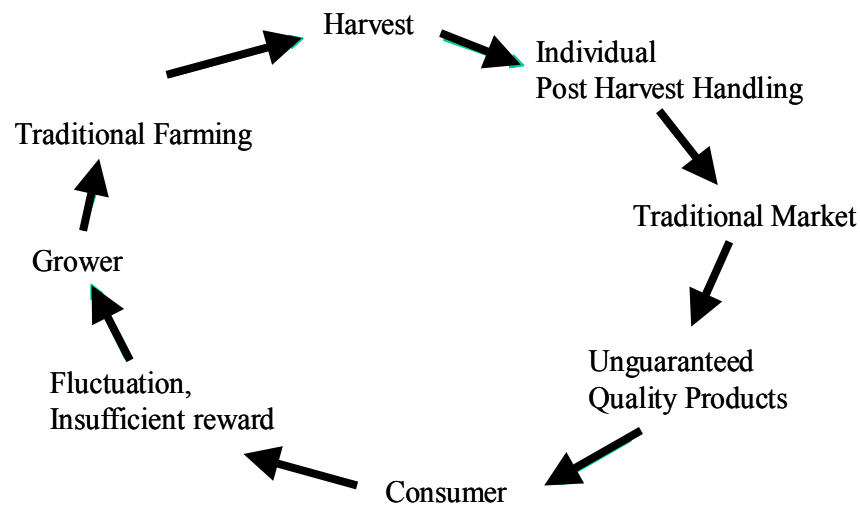 Harvest
Individual
Post Harvest Handling
Traditional Farming
Traditional Market
Grower
Unguaranteed
Quality Products
Fluctuation,
Insufficient reward
Consumer